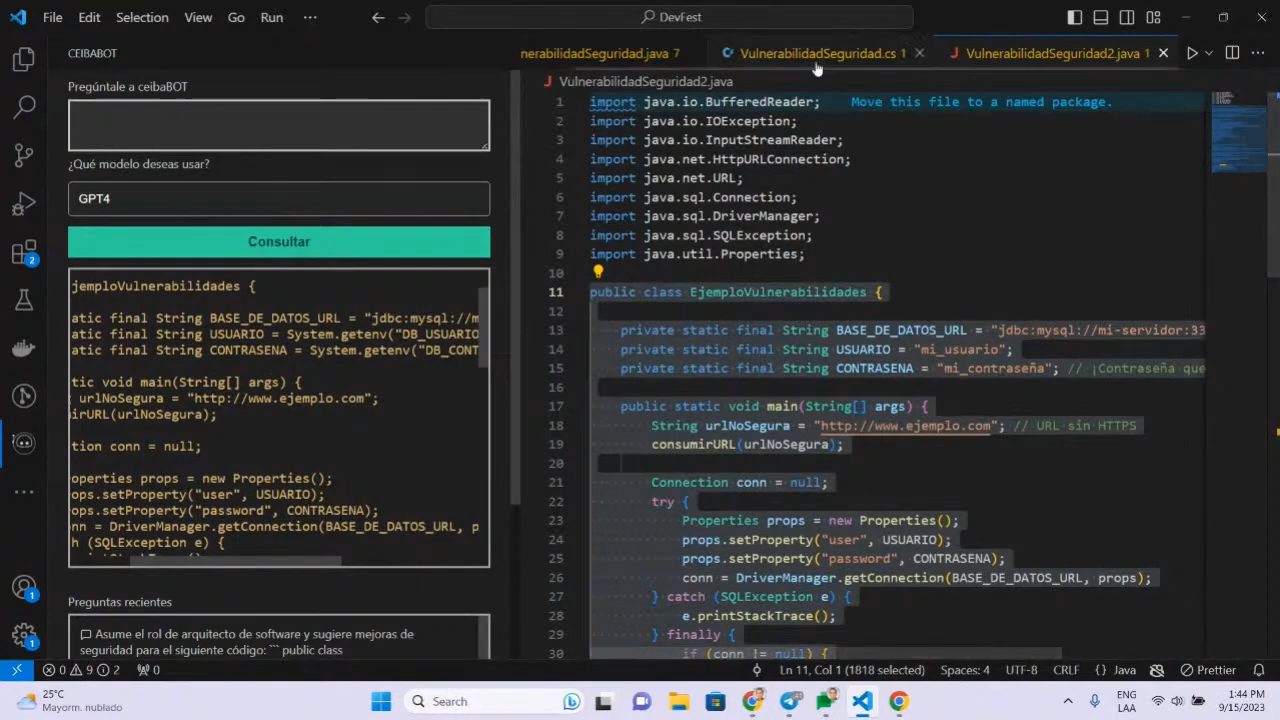 File Edit Selection View Go Run ··· DevFest
CEIBABOT
Pregúntale a ceibaBOT
¿Qué modelo deseas usar?
GPT4
Consultar
jemploVulnerabilidades {
atic final String BASE_DE_DATOS_URL = "jdbc:mysql://m
atic final String USUARIO = System.getenv("DB_USUARIO
atic final String CONTRASENA = System.getenv("DB_CONT
tic void main(String[] args) {
urlNoSegura = "http://www.ejemplo.com";
irURL(urlNoSegura);
tion conn = null;
operties props = new Properties();
ops.setProperty("user", USUARIO);
ops.setProperty("password", CONTRASENA);
nn = DriverManager.getConnection(BASE_DE_DATOS_URL, p
h (SQLException e) {
Preguntas recientes
Asume el rol de arquitecto de software y sugiere mejoras de
seguridad para el siguiente código: ``` public class
nerabilidadSeguridad.java 7 VulnerabilidadSeguridad.cs 1 VulnerabilidadSeguridad2.java 1
VulnerabilidadSeguridad2.java
1 import java.io.BufferedReader; Move this file to a named package.
2 import java.io.IOException;
3 import java.io.InputStreamReader;
4 import java.net.HttpURLConnection;
5 import java.net.URL;
6 import java.sql.Connection;
7 import java.sql.DriverManager;
8 import java.sql.SQLException;
9 import java.util.Properties;
10
11 public class EjemploVulnerabilidades {
12
13 private static final String BASE_DE_DATOS_URL = "jdbc:mysql://mi-servidor:33
14 private static final String USUARIO = "mi_usuario";
15 private static final String CONTRASENA = "mi_contraseña"; // ¡Contraseña que
16
17 public static void main(String[] args) {
18 String urlNoSegura = "http://www.ejemplo.com"; // URL sin HTTPS
19 consumirURL(urlNoSegura);
20
21 Connection conn = null;
22 try {
23 Properties props = new Properties();
24 props.setProperty("user", USUARIO);
25 props.setProperty("password", CONTRASENA);
26 conn = DriverManager.getConnection(BASE_DE_DATOS_URL, props);
27 } catch (SQLException e) {
28 e.printStackTrace();
29 } finally {
30 if (conn != null) {
2
1
1
0 9 2 0 Ln 11, Col 1 (1818 selected) Spaces: 4 UTF-8 CRLF {} Java Prettier
25°C
Mayorm. nublado
Search
ENG
LAA
1:44 PM
9/15/2023